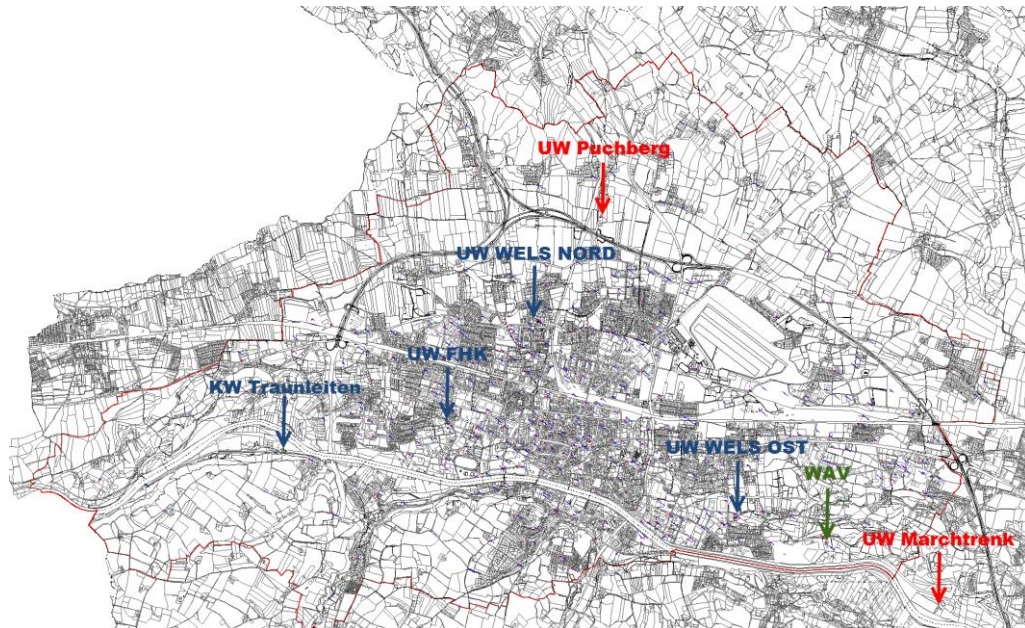 UW Puchberg
UW WELS NORD
UW FHK
KW Traunleiten
UW WELS OST
WAV
UW Marchtrenk